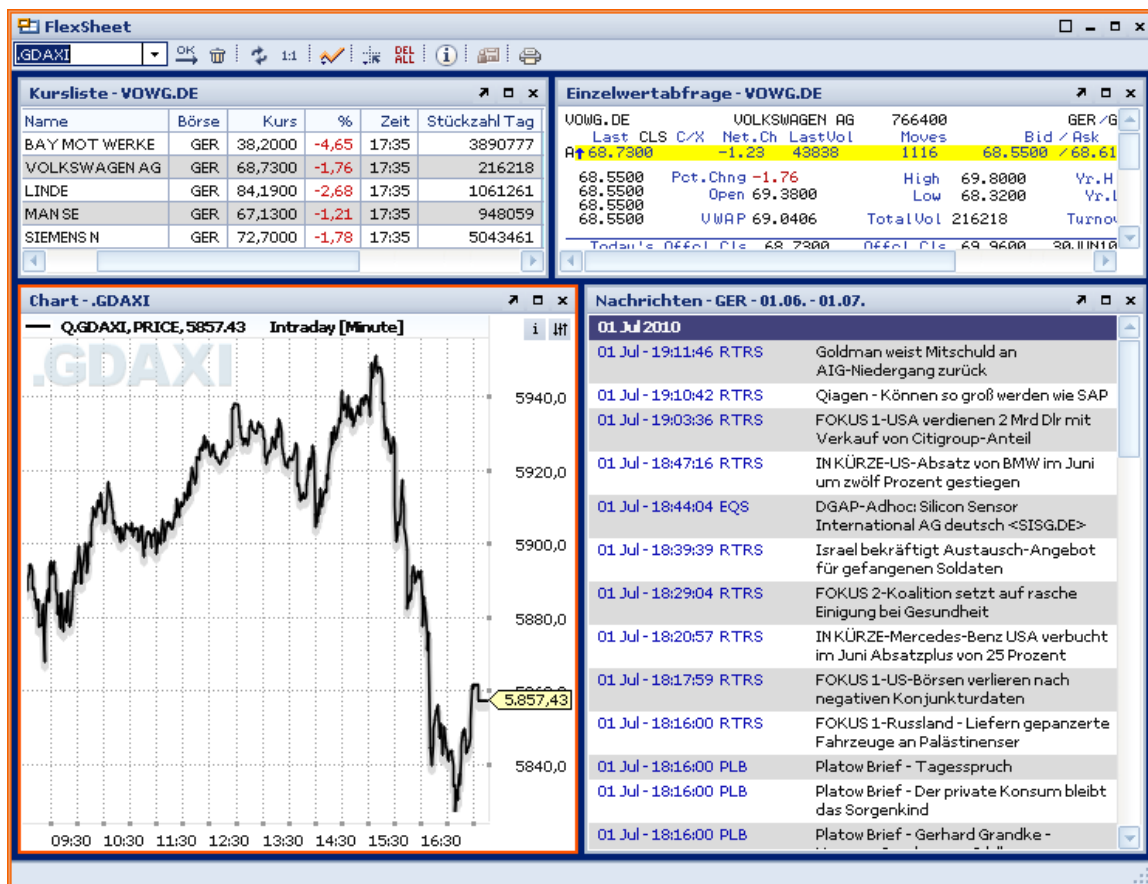 FlexSheet
.GDAXI OK 1:1 DEL ALL i
Kursliste - VOWG.DE
Name Börse Kurs % Zeit Stückzahl Tag
BAY MOT WERKE GER 38,2000 -4,65 17:35 3890777
VOLKSWAGEN AG GER 68,7300 -1,76 17:35 216218
LINDE GER 84,1900 -2,68 17:35 1061261
MAN SE GER 67,1300 -1,21 17:35 948059
SIEMENS N GER 72,7000 -1,78 17:35 5043461
Einzelwertabfrage - VOWG.DE
VOWG.DE VOLKSWAGEN AG 766400 GER/G
Last CLS C/X Net.Ch LastVol Moves Bid / Ask
A↑68.7300 -1.23 43838 1116 68.5500 /68.61
68.5500 Pct.Chng -1.76 High 69.8000 Yr.H
68.5500 Open 69.3800 Low 68.3200 Yr.L
68.5500
68.5500 VWAP 69.0406 TotalVol 216218 Turnov
Today's Offcl Cls 68.7300 Offcl Cls 69.9600 30JUN10
Chart - .GDAXI
Q.GDAXI, PRICE, 5857.43 Intraday [Minute] i
.GDAXI
5940,0
5920,0
5900,0
5880,0
5.857,43
5840,0
09:30 10:30 11:30 12:30 13:30 14:30 15:30 16:30
Nachrichten - GER - 01.06. - 01.07.
01 Jul 2010
01 Jul - 19:11:46 RTRS Goldman weist Mitschuld an
AIG-Niedergang zurück
01 Jul - 19:10:42 RTRS Qiagen - Können so groß werden wie SAP
01 Jul - 19:03:36 RTRS FOKUS 1-USA verdienen 2 Mrd Dlr mit
Verkauf von Citigroup-Anteil
01 Jul - 18:47:16 RTRS IN KÜRZE-US-Absatz von BMW im Juni
um zwölf Prozent gestiegen
01 Jul - 18:44:04 EQS DGAP-Adhoc: Silicon Sensor
International AG deutsch <SISG.DE>
01 Jul - 18:39:39 RTRS Israel bekräftigt Austausch-Angebot
für gefangenen Soldaten
01 Jul - 18:29:04 RTRS FOKUS 2-Koalition setzt auf rasche
Einigung bei Gesundheit
01 Jul - 18:20:57 RTRS IN KÜRZE-Mercedes-Benz USA verbucht
im Juni Absatzplus von 25 Prozent
01 Jul - 18:17:59 RTRS FOKUS 1-US-Börsen verlieren nach
negativen Konjunkturdaten
01 Jul - 18:16:00 RTRS FOKUS 1-Russland - Liefern gepanzerte
Fahrzeuge an Palästinenser
01 Jul - 18:16:00 PLB Platow Brief - Tagesspruch
01 Jul - 18:16:00 PLB Platow Brief - Der private Konsum bleibt
das Sorgenkind
01 Jul - 18:16:00 PLB Platow Brief - Gerhard Grandke -